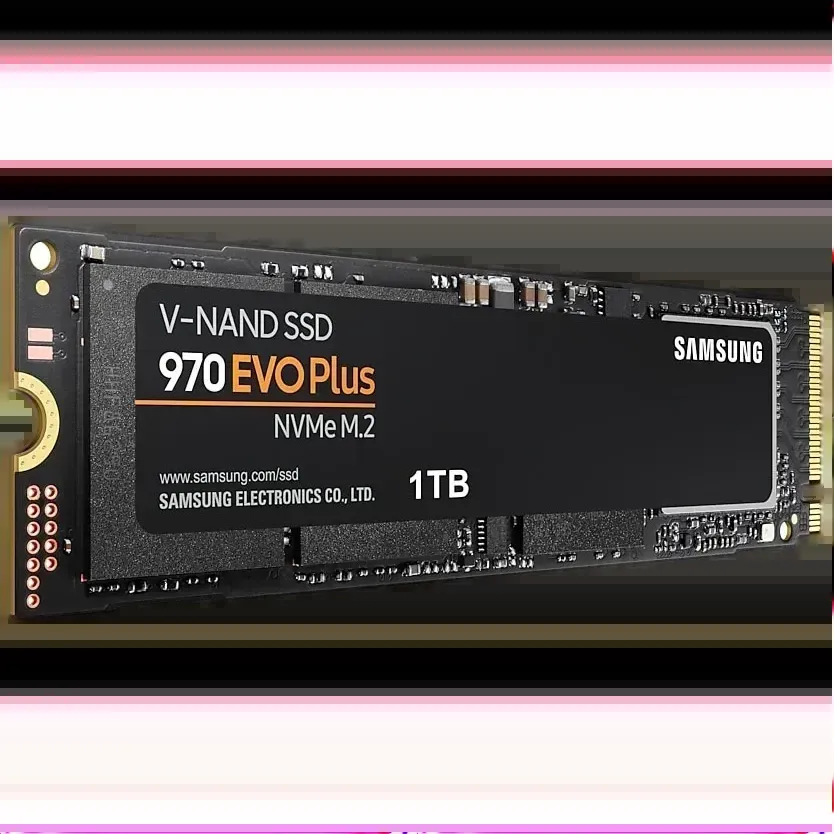 V-NAND SSD
970 EVO Plus
NVMe M.2
www.samsung.com/ssd
SAMSUNG ELECTRONICS CO., LTD.
1TB
SAMSUNG